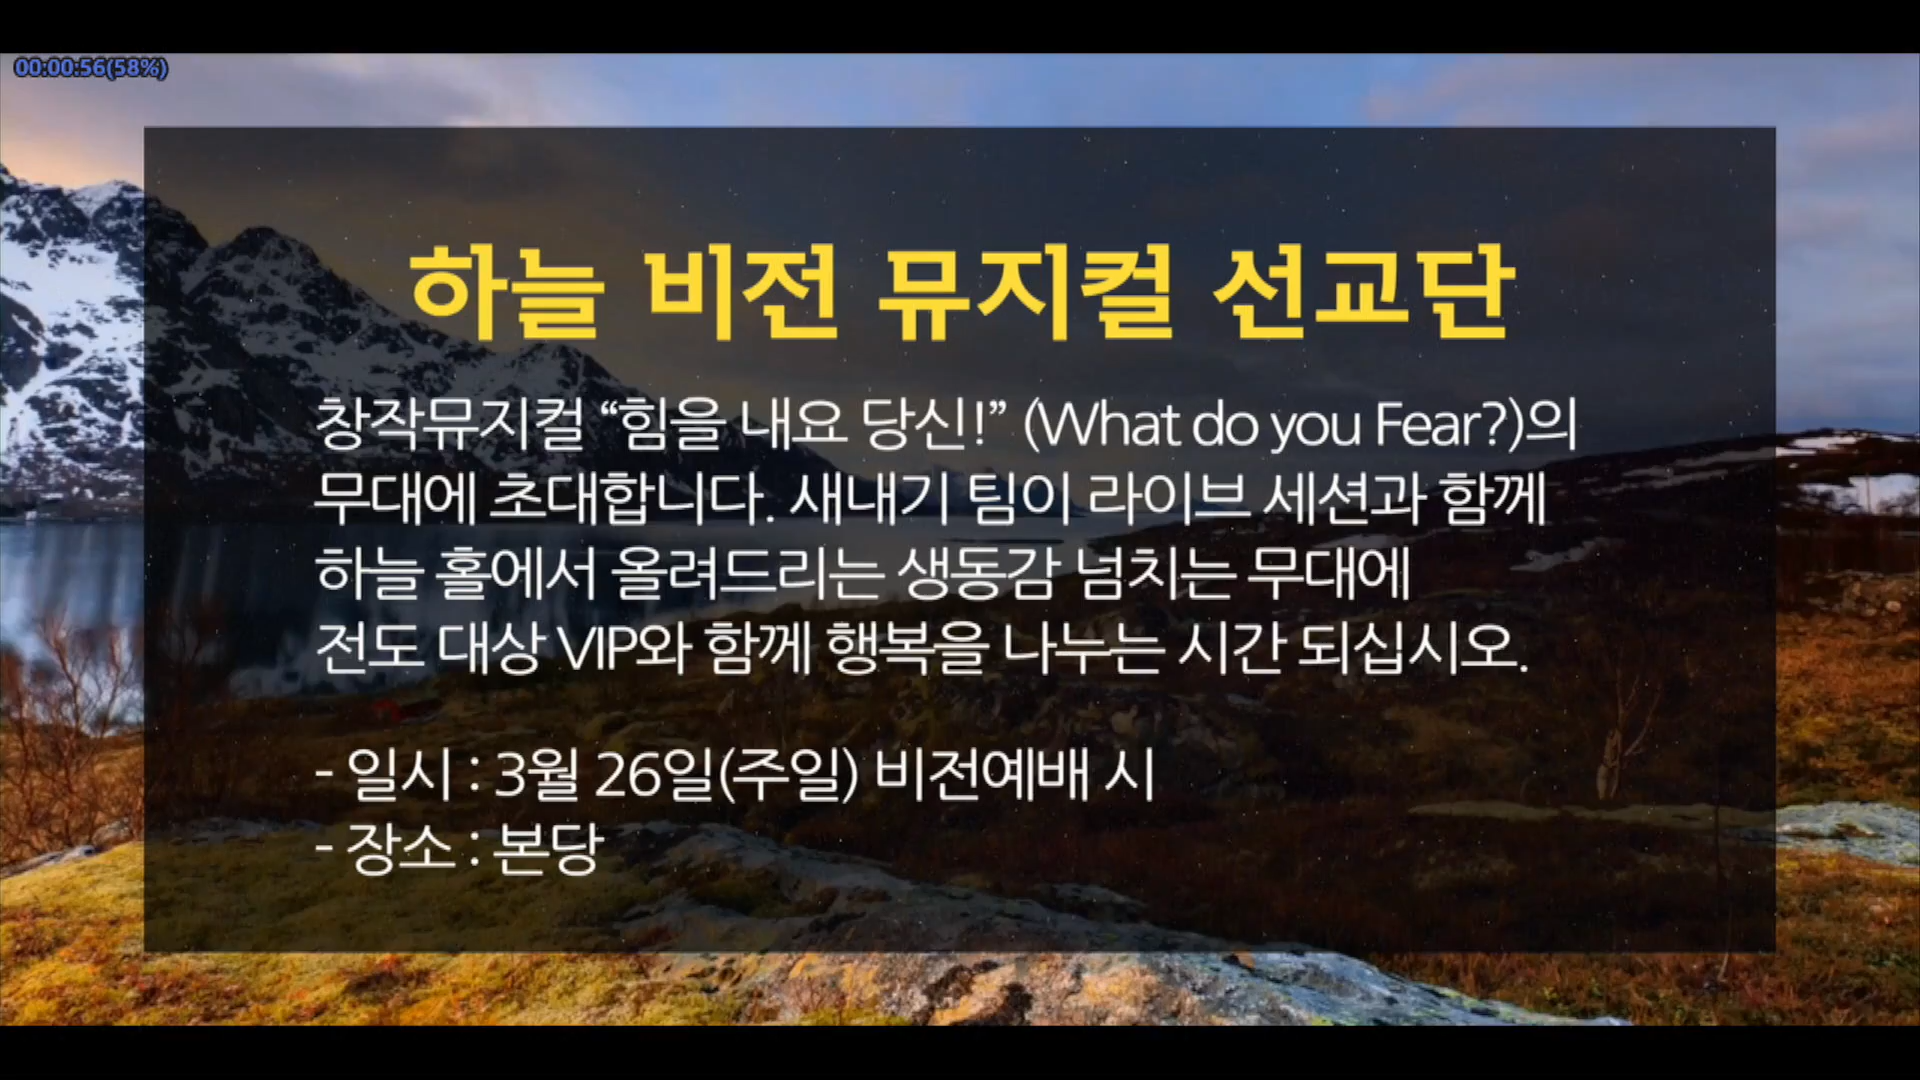 00:00:56(58%)
하늘 비전 뮤지컬 선교단
창작뮤지컬 “힘을 내요 당신!” (What do you Fear?)의
무대에 초대합니다. 새내기 팀이 라이브 세션과 함께
하늘 홀에서 올려드리는 생동감 넘치는 무대에
전도 대상 VIP와 함께 행복을 나누는 시간 되십시오.
- 일시 : 3월 26일(주일) 비전예배 시
- 장소 : 본당